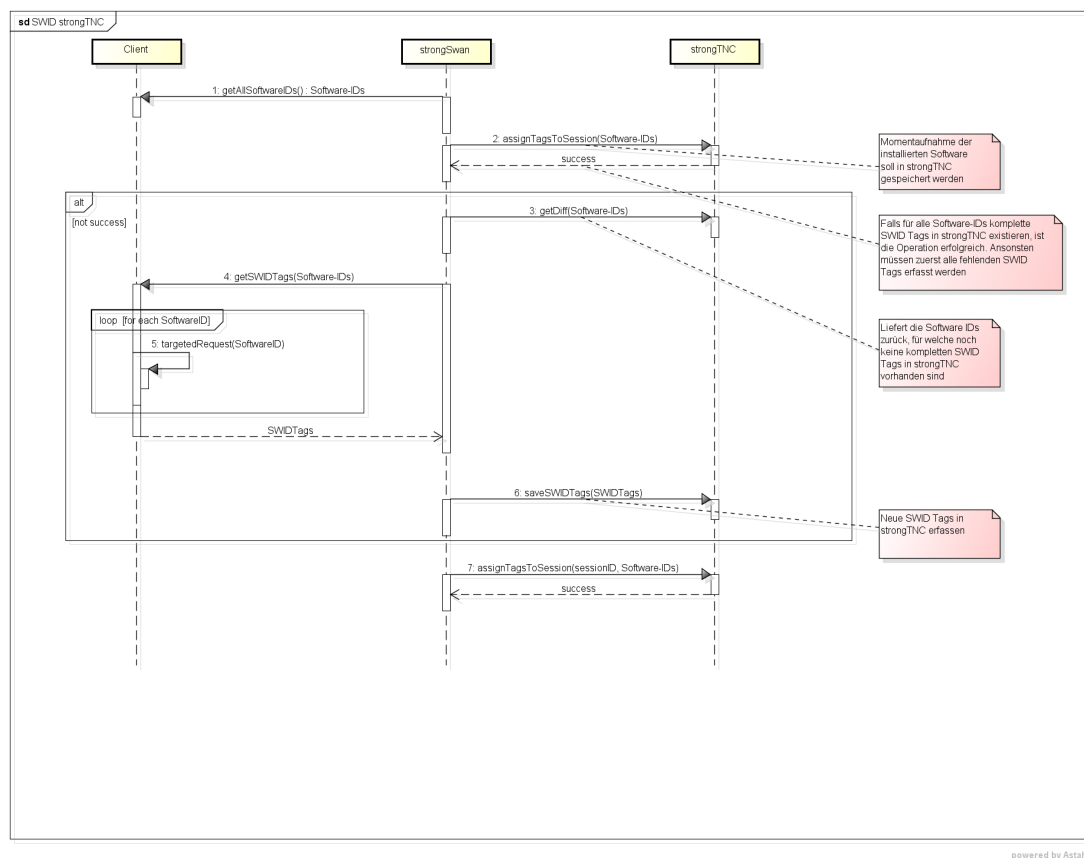 sd SWID strongTNC
Client
strongSwan
strongTNC
1: getAllSoftwareIDs() : Software-IDs
2: assignTagsToSession(Software-IDs)
success
Momentaufnahme der
installierten Software
soll in strongTNC
gespeichert werden
alt
[not success]
3: getDiff(Software-IDs)
Falls für alle Software-IDs komplette
SWID Tags in strongTNC existieren, ist
die Operation erfolgreich. Ansonsten
müssen zuerst alle fehlenden SWID
Tags erfasst werden
4: getSWIDTags(Software-IDs)
loop [for each SoftwareID]
5: targetedRequest(SoftwareID)
Liefert die Software IDs
zurück, für welche noch
keine kompletten SWID
Tags in strongTNC
vorhanden sind
SWIDTags
6: saveSWIDTags(SWIDTags)
Neue SWID Tags in
strongTNC erfassen
7: assignTagsToSession(sessionID, Software-IDs)
success
powered by Astah